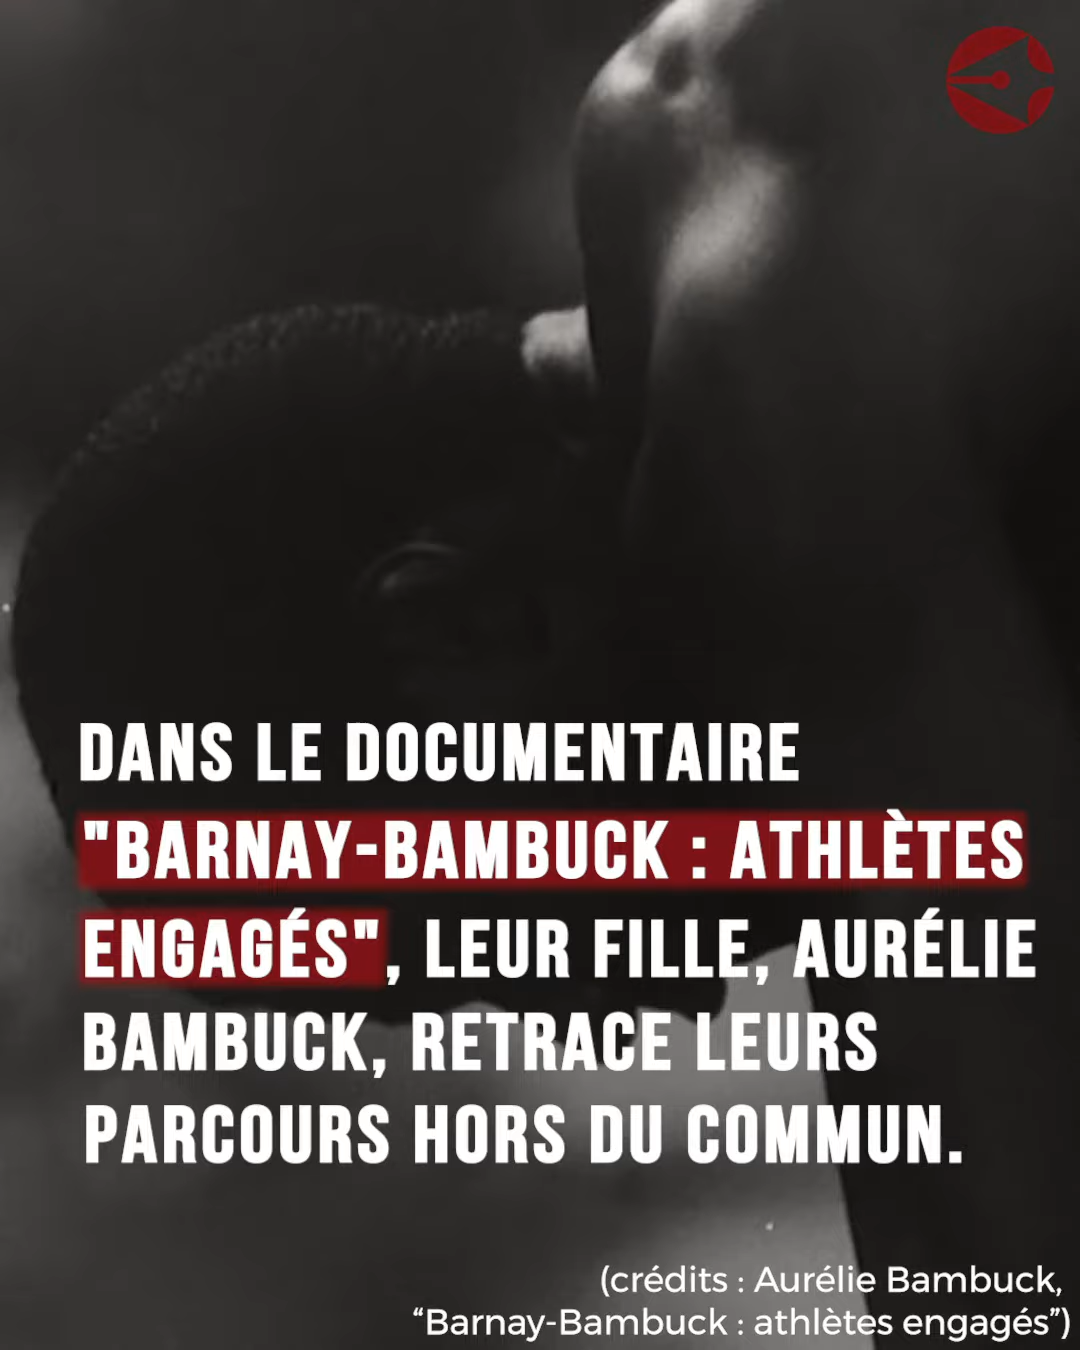 DANS LE DOCUMENTAIRE
"BARNAY-BAMBUCK : ATHLÈTES
ENGAGÉS", LEUR FILLE, AURÉLIE
BAMBUCK, RETRACE LEURS
PARCOURS HORS DU COMMUN.
(crédits : Aurélie Bambuck,
“Barnay-Bambuck : athlètes engagés”)